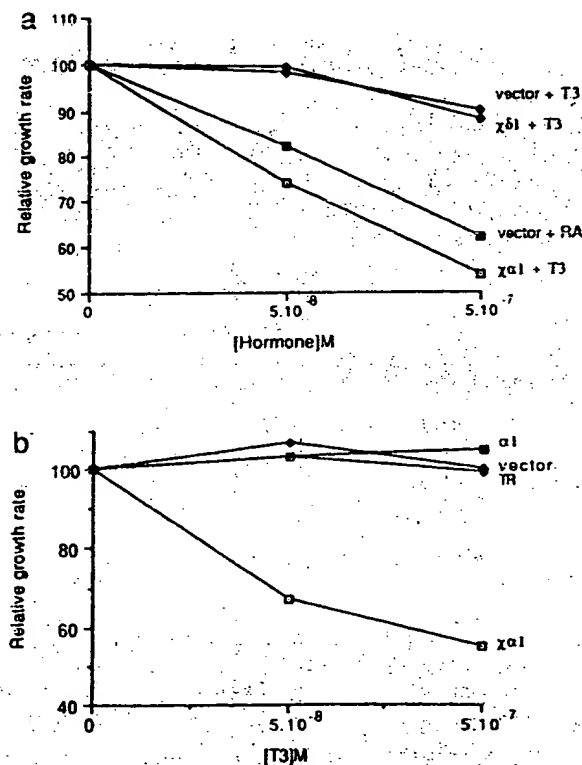 a
110
100
90
80
70
60
50
Relative growth rate
vector + T3
χδ1 + T3
vector + RA
χα1 + T3
0
5.10⁻⁸
5.10⁻⁷
[Hormone]M
b
100
80
60
40
Relative growth rate
α1
vector
TR
χα1
0
5.10⁻⁸
5.10⁻⁷
[T3]M